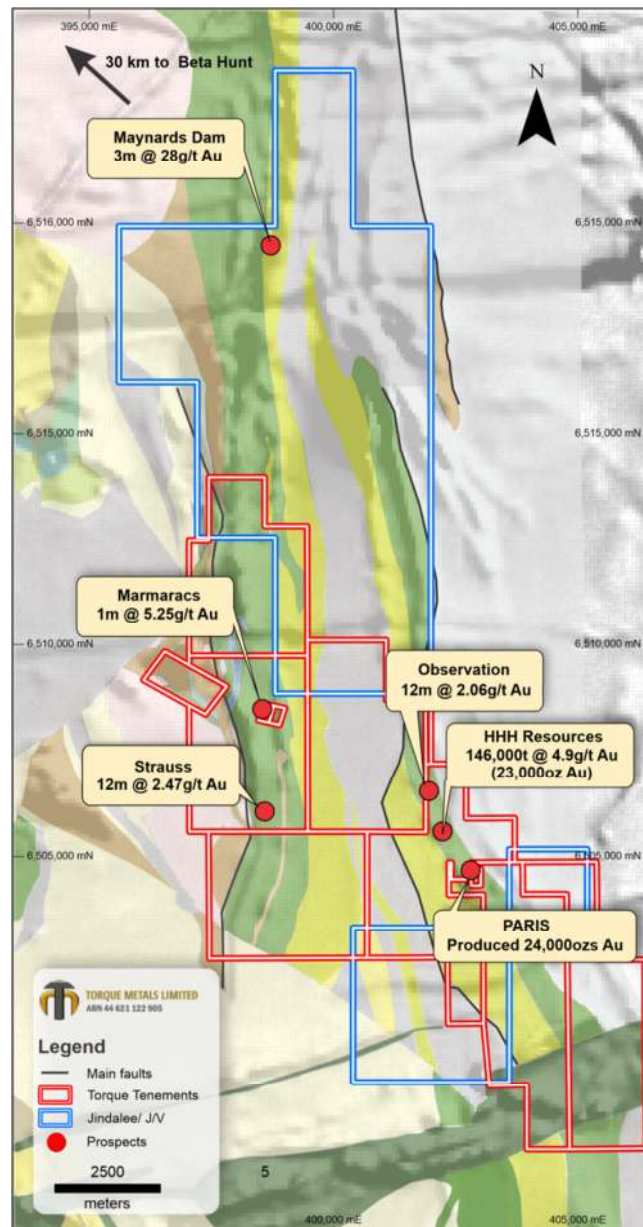 395,000 mE
400,000 mE
405,000 mE
30 km to Beta Hunt
N
Maynards Dam
3m @ 28g/t Au
6,516,000 mN
6,515,000 mN
6,515,000 mN
6,515,000 mN
Marmaracs
1m @ 5.25g/t Au
6,510,000 mN
6,510,000 mN
Observation
12m @ 2.06g/t Au
HHH Resources
146,000t @ 4.9g/t Au
(23,000oz Au)
Strauss
12m @ 2.47g/t Au
6,505,000 mN
6,505,000 mN
PARIS
Produced 24,000ozs Au
TORQUE METALS LIMITED
ABN 44 621 122 905
Legend
Main faults
Torque Tenements
Jindalee/ J/V
Prospects
2500
5
meters
400,000 mE
405,000 mE